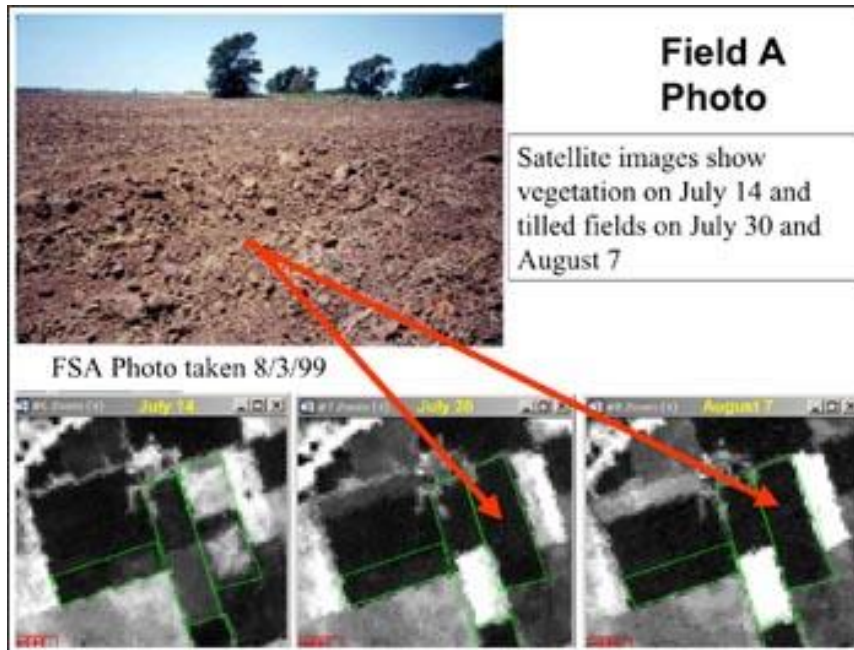 Field A
Photo
Satellite images show
vegetation on July 14 and
tilled fields on July 30 and
August 7
FSA Photo taken 8/3/99
July 14
July
August 7